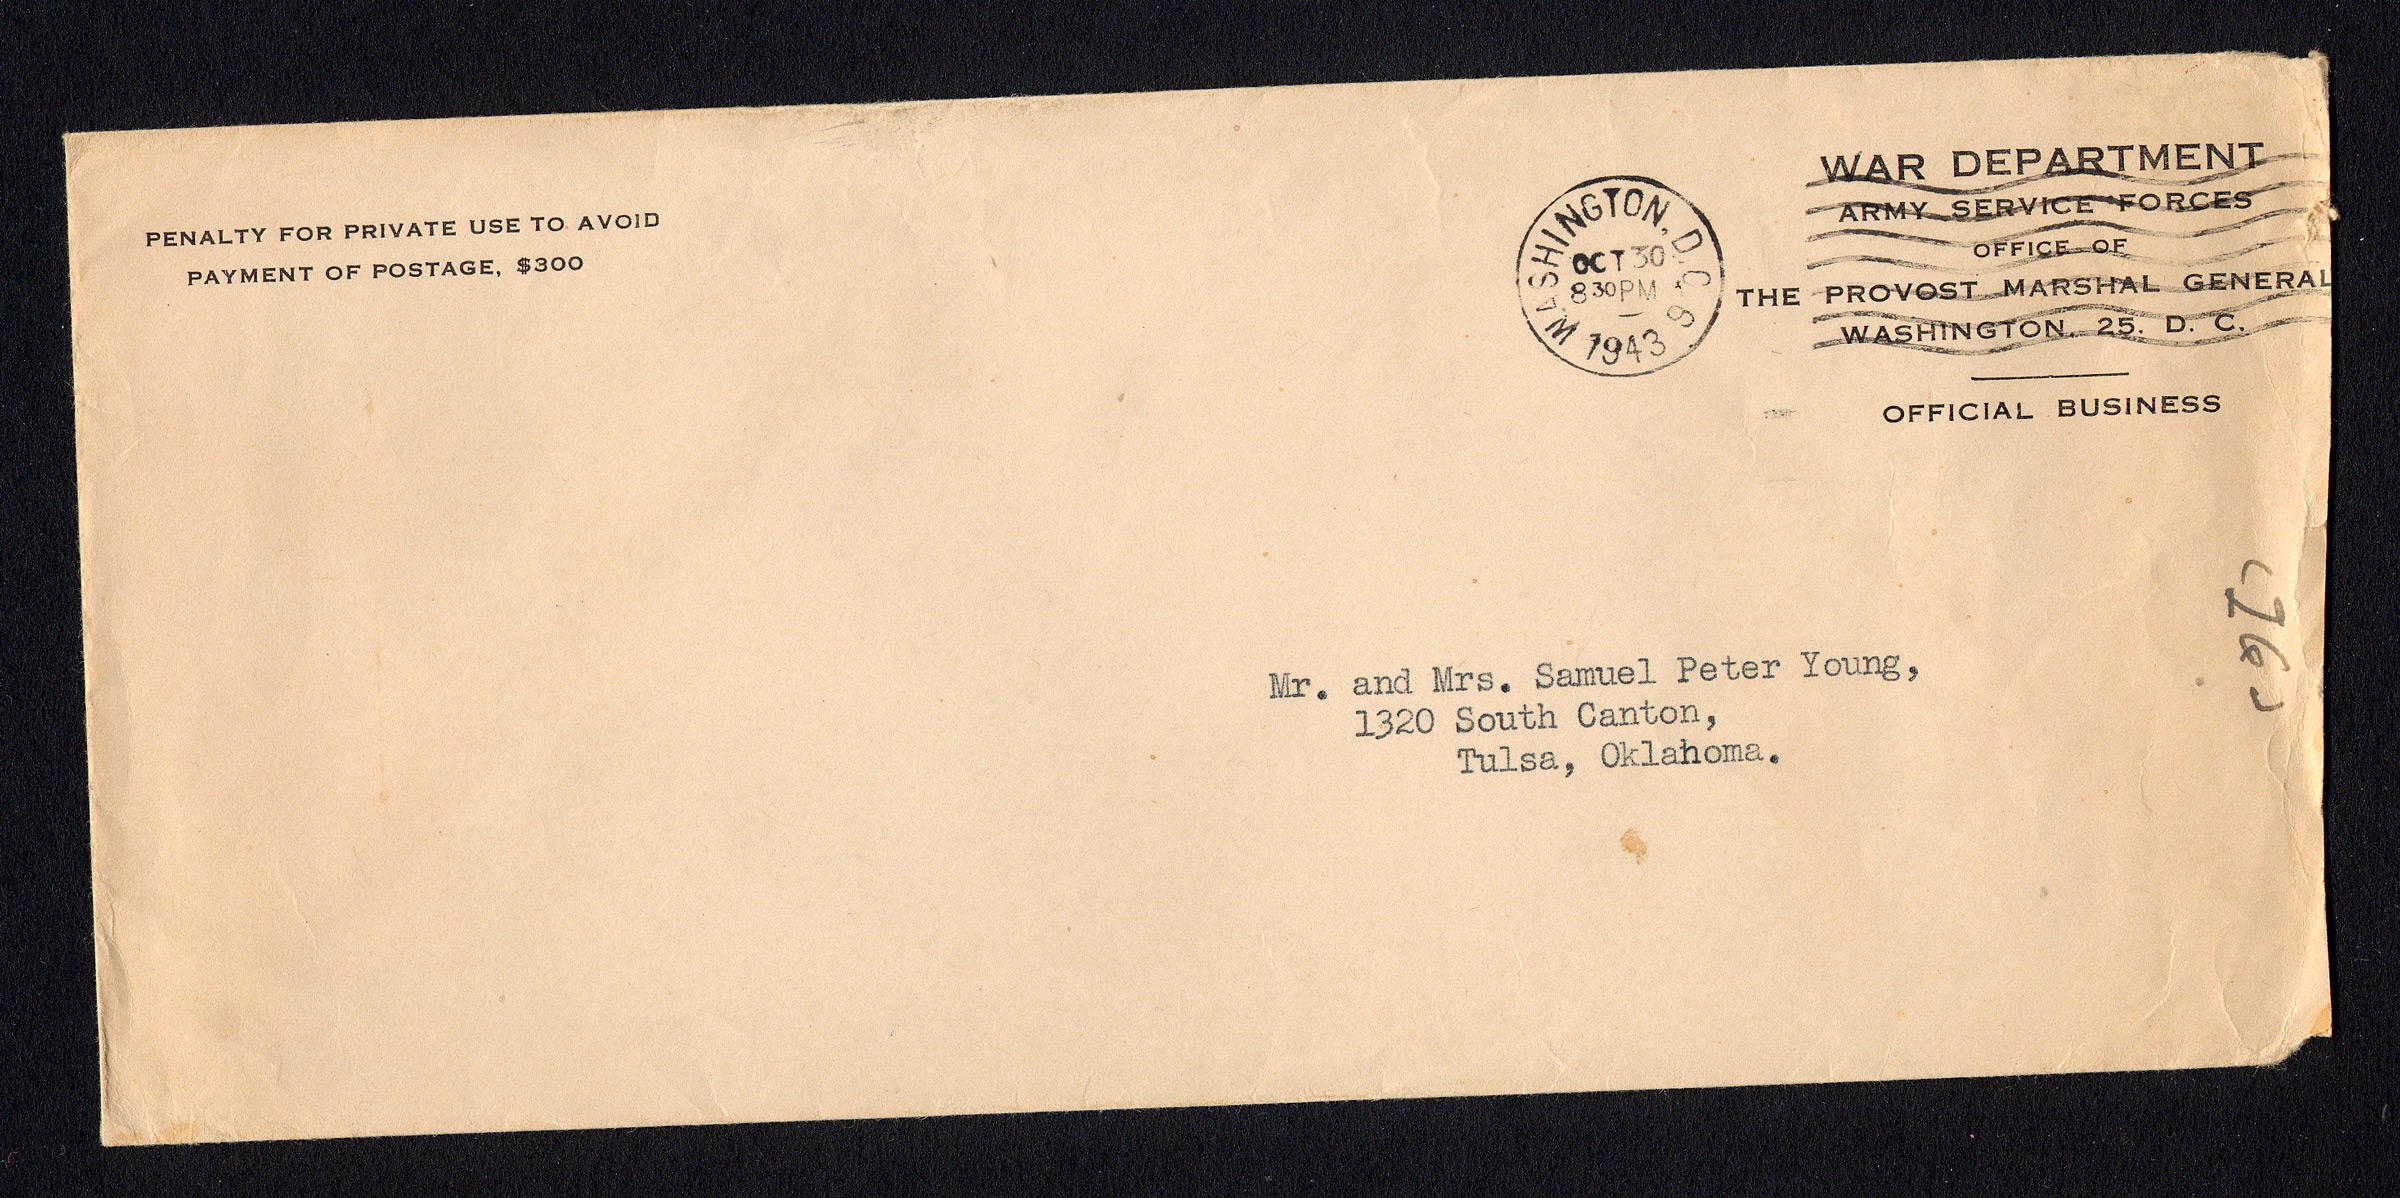 PENALTY FOR PRIVATE USE TO AVOID
PAYMENT OF POSTAGE, $300
WASHINGTON, D.C. 9
OCT 30
8 30 PM
1943
WAR DEPARTMENT
ARMY SERVICE FORCES
OFFICE OF
THE PROVOST MARSHAL GENERAL
WASHINGTON, 25, D. C.
OFFICIAL BUSINESS
Mr. and Mrs. Samuel Peter Young,
1320 South Canton,
Tulsa, Oklahoma.